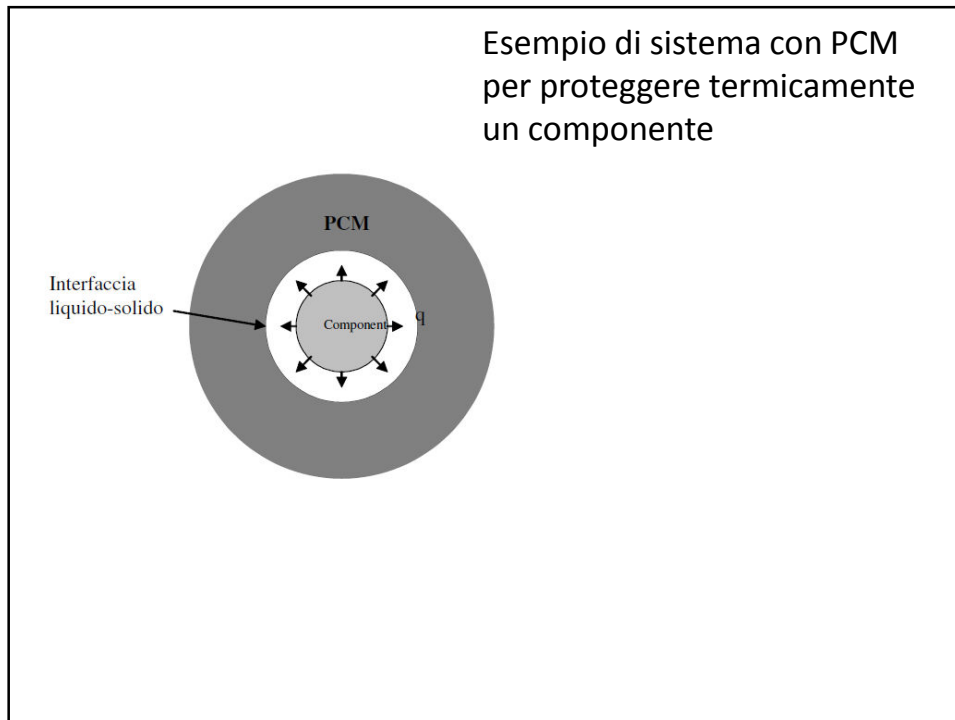 Esempio di sistema con PCM
per proteggere termicamente
un componente
PCM
Interfaccia
liquido-solido
Component
q